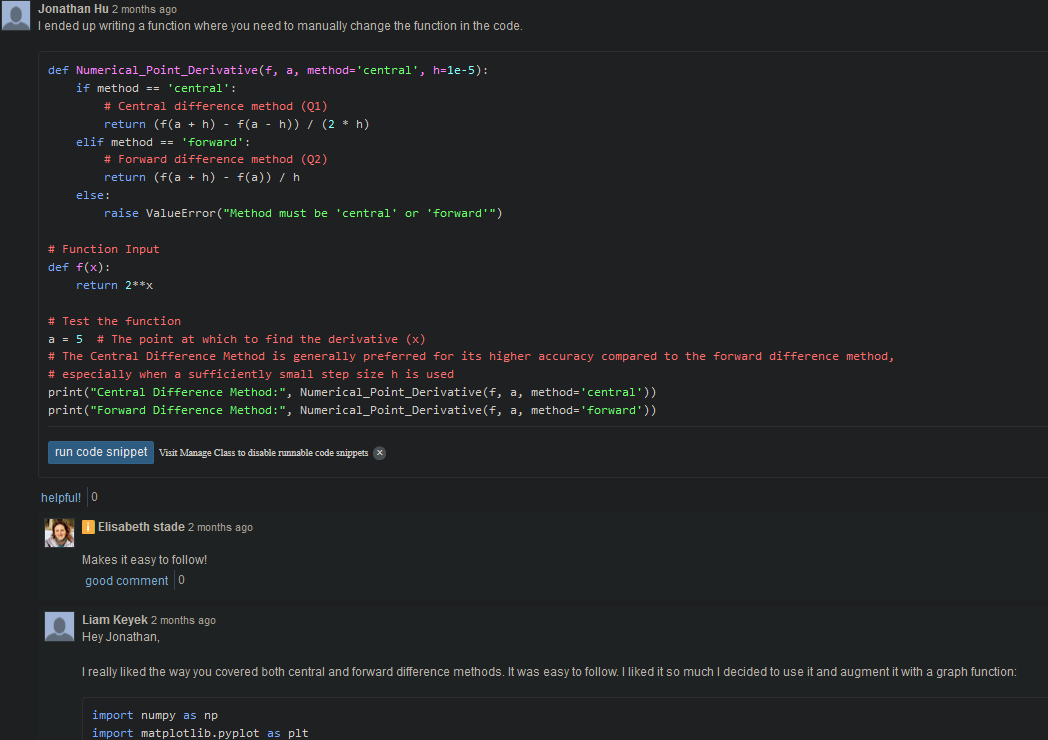 Jonathan Hu 2 months ago
I ended up writing a function where you need to manually change the function in the code.
def Numerical_Point_Derivative(f, a, method='central', h=1e-5):
    if method == 'central':
        # Central difference method (Q1)
        return (f(a + h) - f(a - h)) / (2 * h)
    elif method == 'forward':
        # Forward difference method (Q2)
        return (f(a + h) - f(a)) / h
    else:
        raise ValueError("Method must be 'central' or 'forward'")
# Function Input
def f(x):
    return 2**x
# Test the function
a = 5  # The point at which to find the derivative (x)
# The Central Difference Method is generally preferred for its higher accuracy compared to the forward difference method,
# especially when a sufficiently small step size h is used
print("Central Difference Method:", Numerical_Point_Derivative(f, a, method='central'))
print("Forward Difference Method:", Numerical_Point_Derivative(f, a, method='forward'))
run code snippet Visit Manage Class to disable runnable code snippets ×
helpful! 0
i Elisabeth stade 2 months ago
Makes it easy to follow!
good comment 0
Liam Keyek 2 months ago
Hey Jonathan,
I really liked the way you covered both central and forward difference methods. It was easy to follow. I liked it so much I decided to use it and augment it with a graph function:
import numpy as np
import matplotlib.pyplot as plt